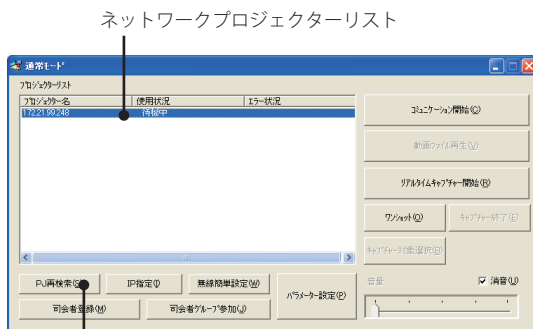 ネットワークプロジェクターリスト
通常モード
プロジェクターリスト
プロジェクター名 使用状況 エラー状況
172.21.99.248 待機中
コミュニケーション開始(C)
動画ファイル再生(V)
リアルタイムキャプチャー開始(R)
ワンショット(O) キャプチャー終了(E)
キャプチャー対象選択(R)
PJ再検索(S) IP指定(I) 無線簡単設定(W)
パラメーター設定(P)
司会者登録(M) 司会者グループ参加(J)
音量 消音(U)